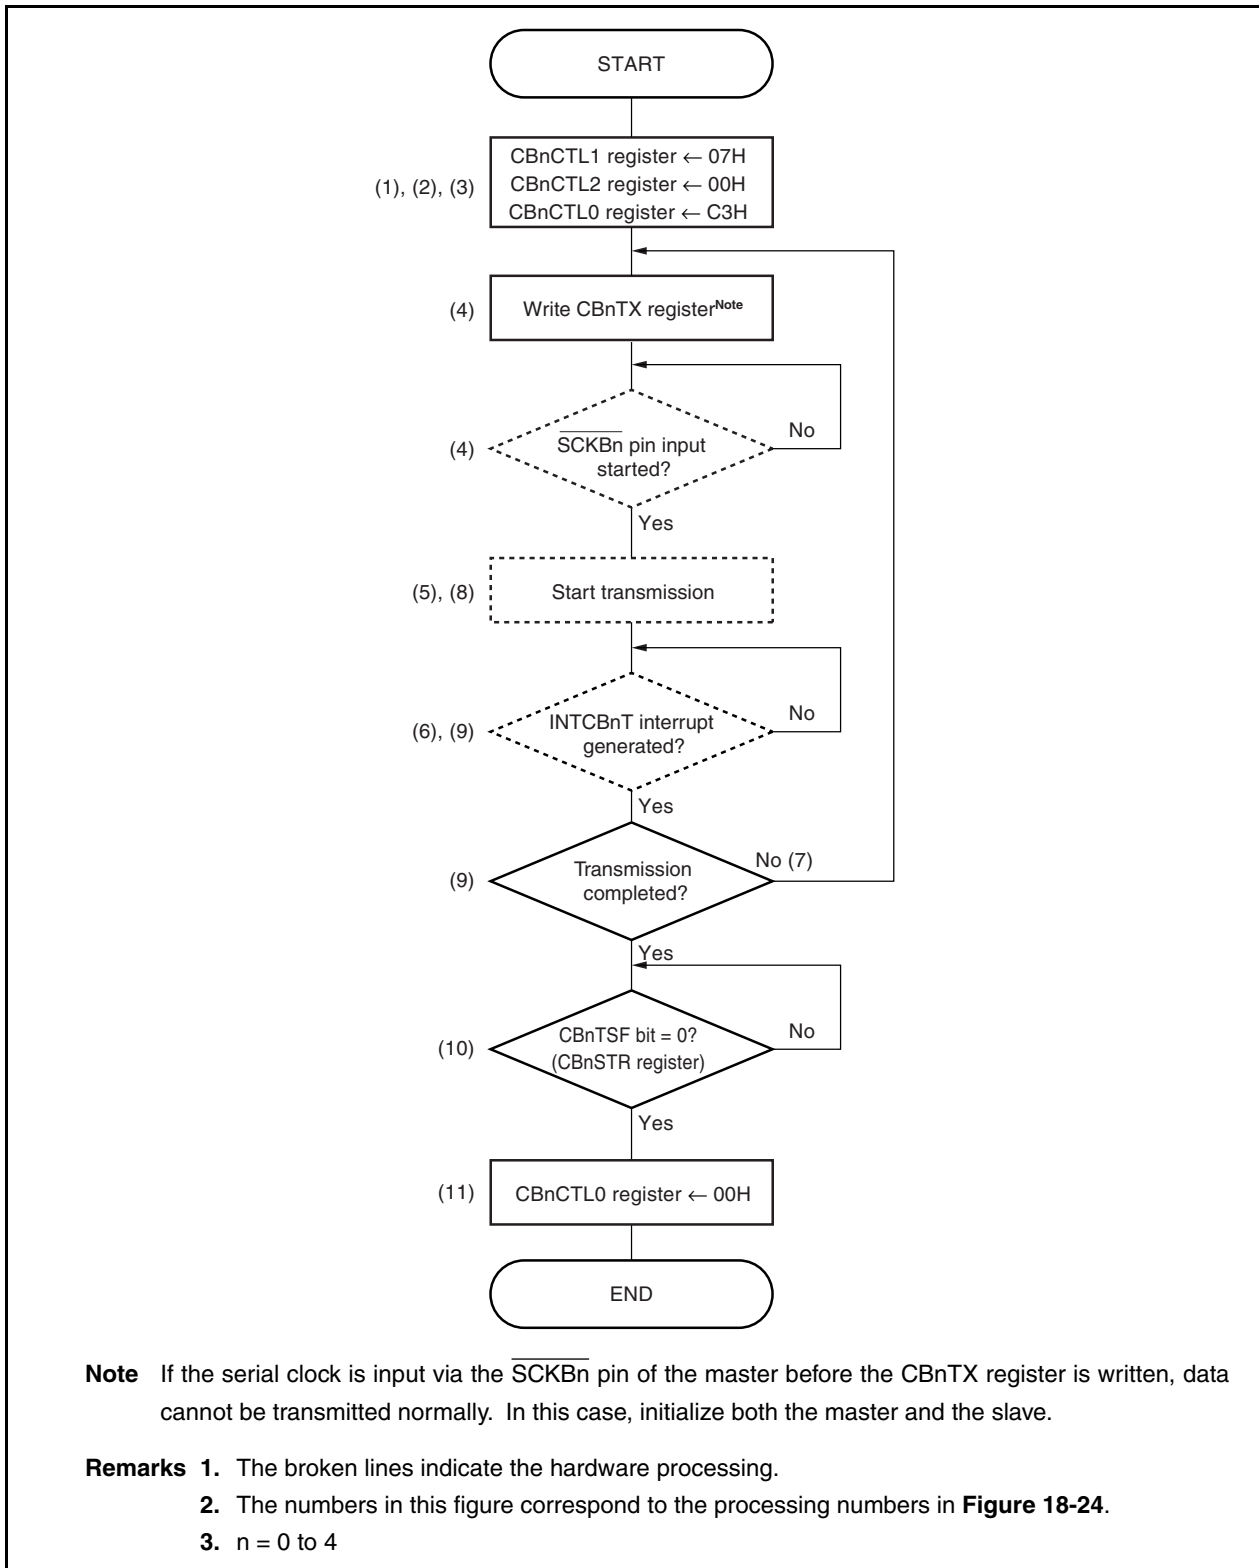 START
CBnCTL1 register ← 07H
CBnCTL2 register ← 00H
CBnCTL0 register ← C3H
(1), (2), (3)
Write CBnTX register^Note
(4)
SCKBn pin input
started?
(4)
No
Yes
Start transmission
(5), (8)
INTCBnT interrupt
generated?
(6), (9)
No
Yes
Transmission
completed?
(9)
No (7)
Yes
CBnTSF bit = 0?
(CBnSTR register)
(10)
No
Yes
CBnCTL0 register ← 00H
(11)
END
Note If the serial clock is input via the SCKBn pin of the master before the CBnTX register is written, data
cannot be transmitted normally. In this case, initialize both the master and the slave.
Remarks 1. The broken lines indicate the hardware processing.
2. The numbers in this figure correspond to the processing numbers in Figure 18-24.
3. n = 0 to 4